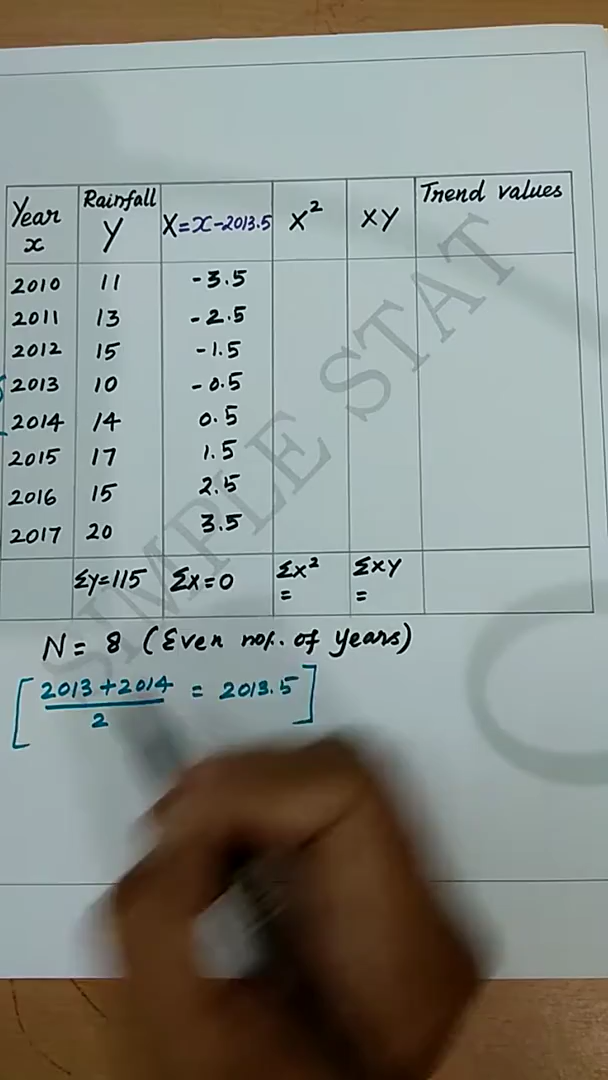 Year x | Rainfall Y | X=x-2013.5 | X² | XY | Trend values
2010 | 11 | -3.5
2011 | 13 | -2.5
2012 | 15 | -1.5
2013 | 10 | -0.5
2014 | 14 | 0.5
2015 | 17 | 1.5
2016 | 15 | 2.5
2017 | 20 | 3.5
Σy=115 | Σx=0 | Σx² = | Σxy =
N = 8 (Even no. of years)
[2013+2014 / 2 = 2013.5]
SIMPLE STAT